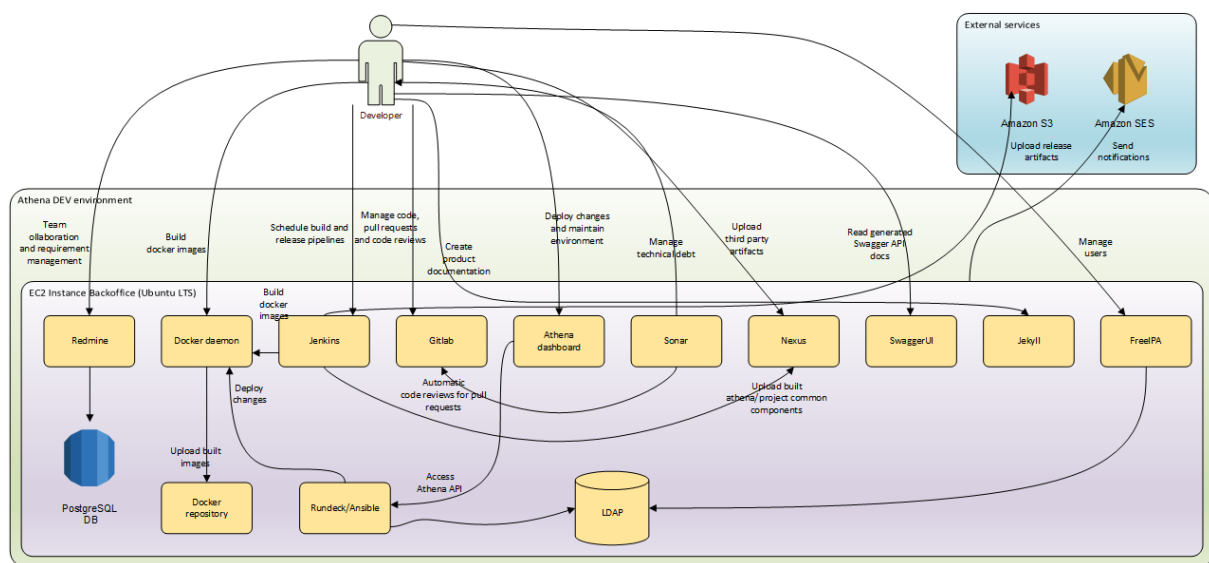 External services
Developer
Amazon S3
Amazon SES
Upload release
artifacts
Send
notifications
Athena DEV environment
Team
ollaboration
and requirement
management
Build
docker images
Schedule build and
release pipelines
Manage code,
pull requests
and code reviews
Create
product
documentation
Deploy changes
and maintain
environment
Manage
technical debt
Upload
third party
artifacts
Read generated
Swagger API
docs
Manage
users
EC2 Instance Backoffice (Ubuntu LTS)
Build
docker
images
Redmine
Docker daemon
Jenkins
Gitlab
Athena
dashboard
Sonar
Nexus
SwaggerUI
Jekyll
FreeIPA
Deploy
changes
Automatic
code reviews for pull
requests
Upload built
athena/project common
components
Upload built
images
Access
Athena API
PostgreSQL
DB
Docker
repository
Rundeck/Ansible
LDAP